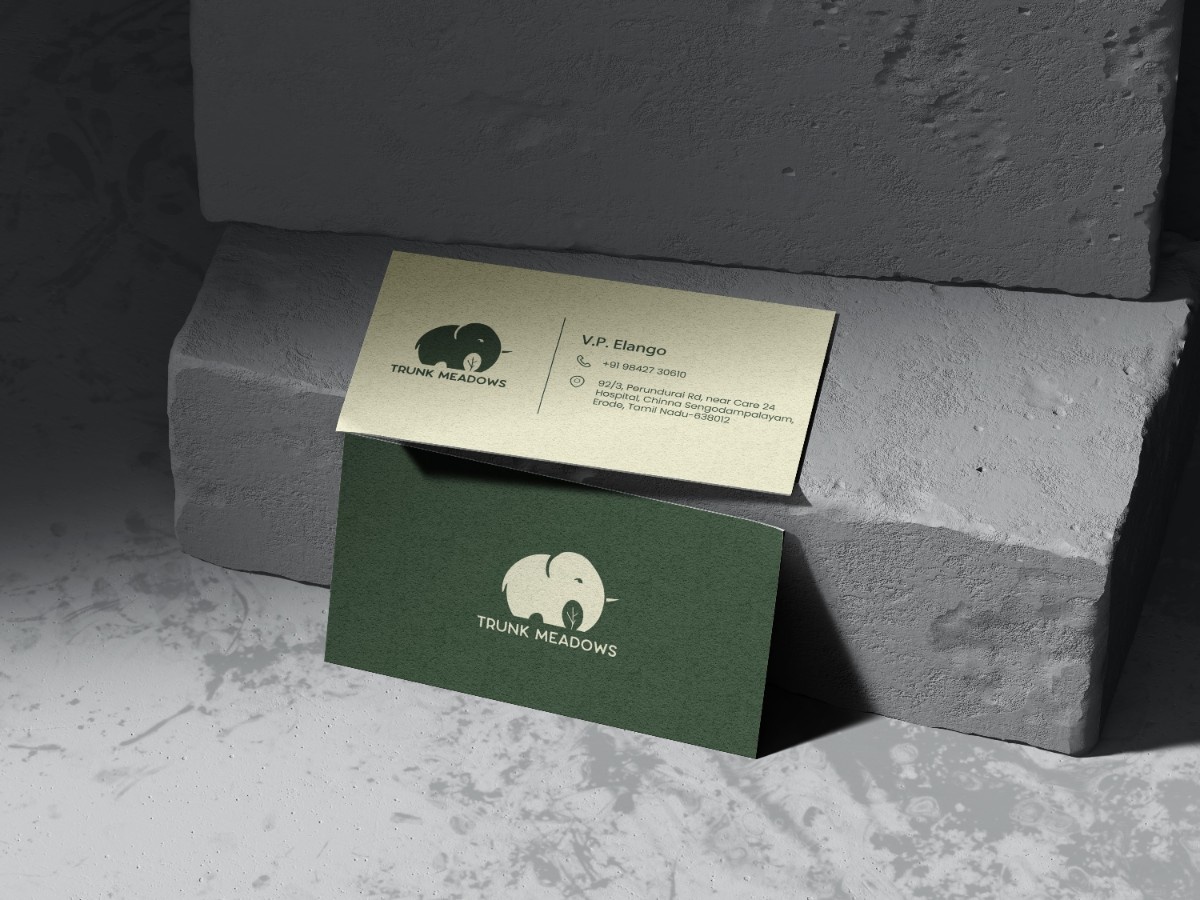 TRUNK MEADOWS
V.P. Elango
+91 98427 30610
92/3, Perundurai Rd, near Care 24
Hospital, Chinna Sengodampalayam,
Erode, Tamil Nadu-638012
TRUNK MEADOWS